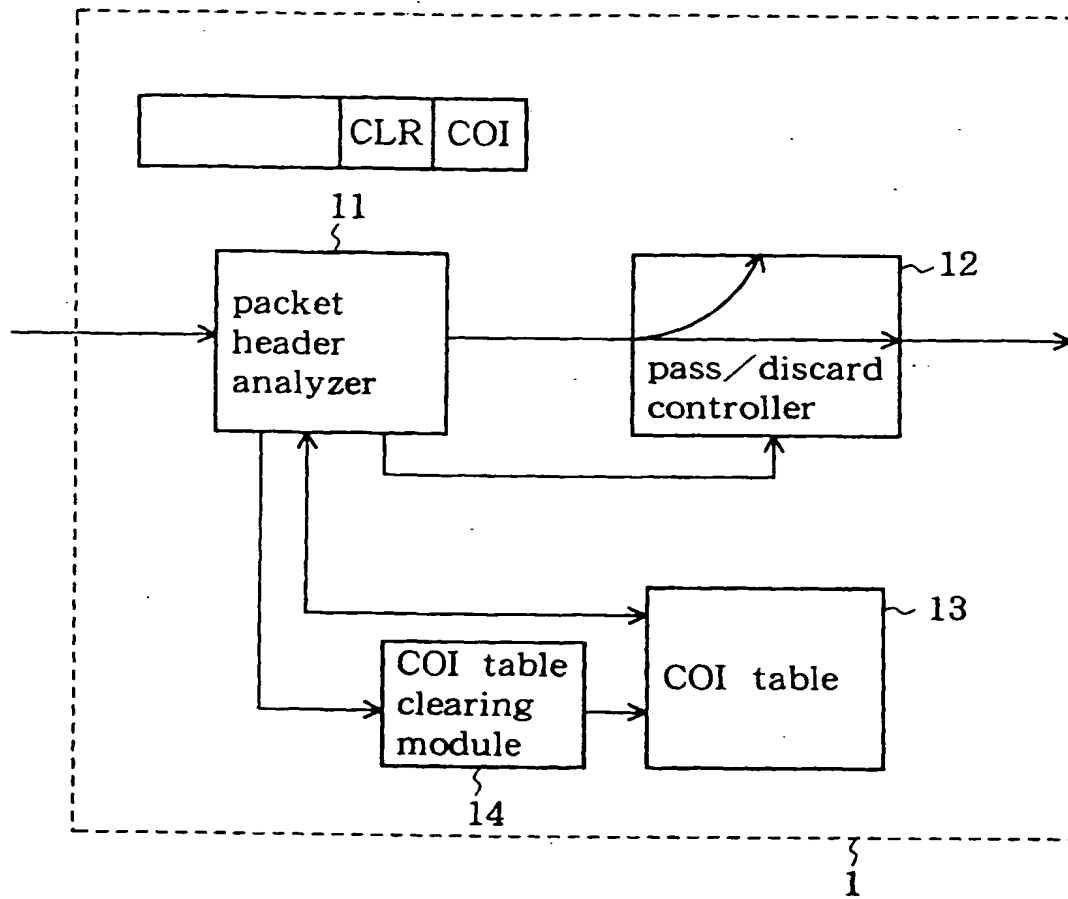 CLR COI
11
packet
header
analyzer
12
pass/discard
controller
13
COI table
COI table
clearing
module
14
1